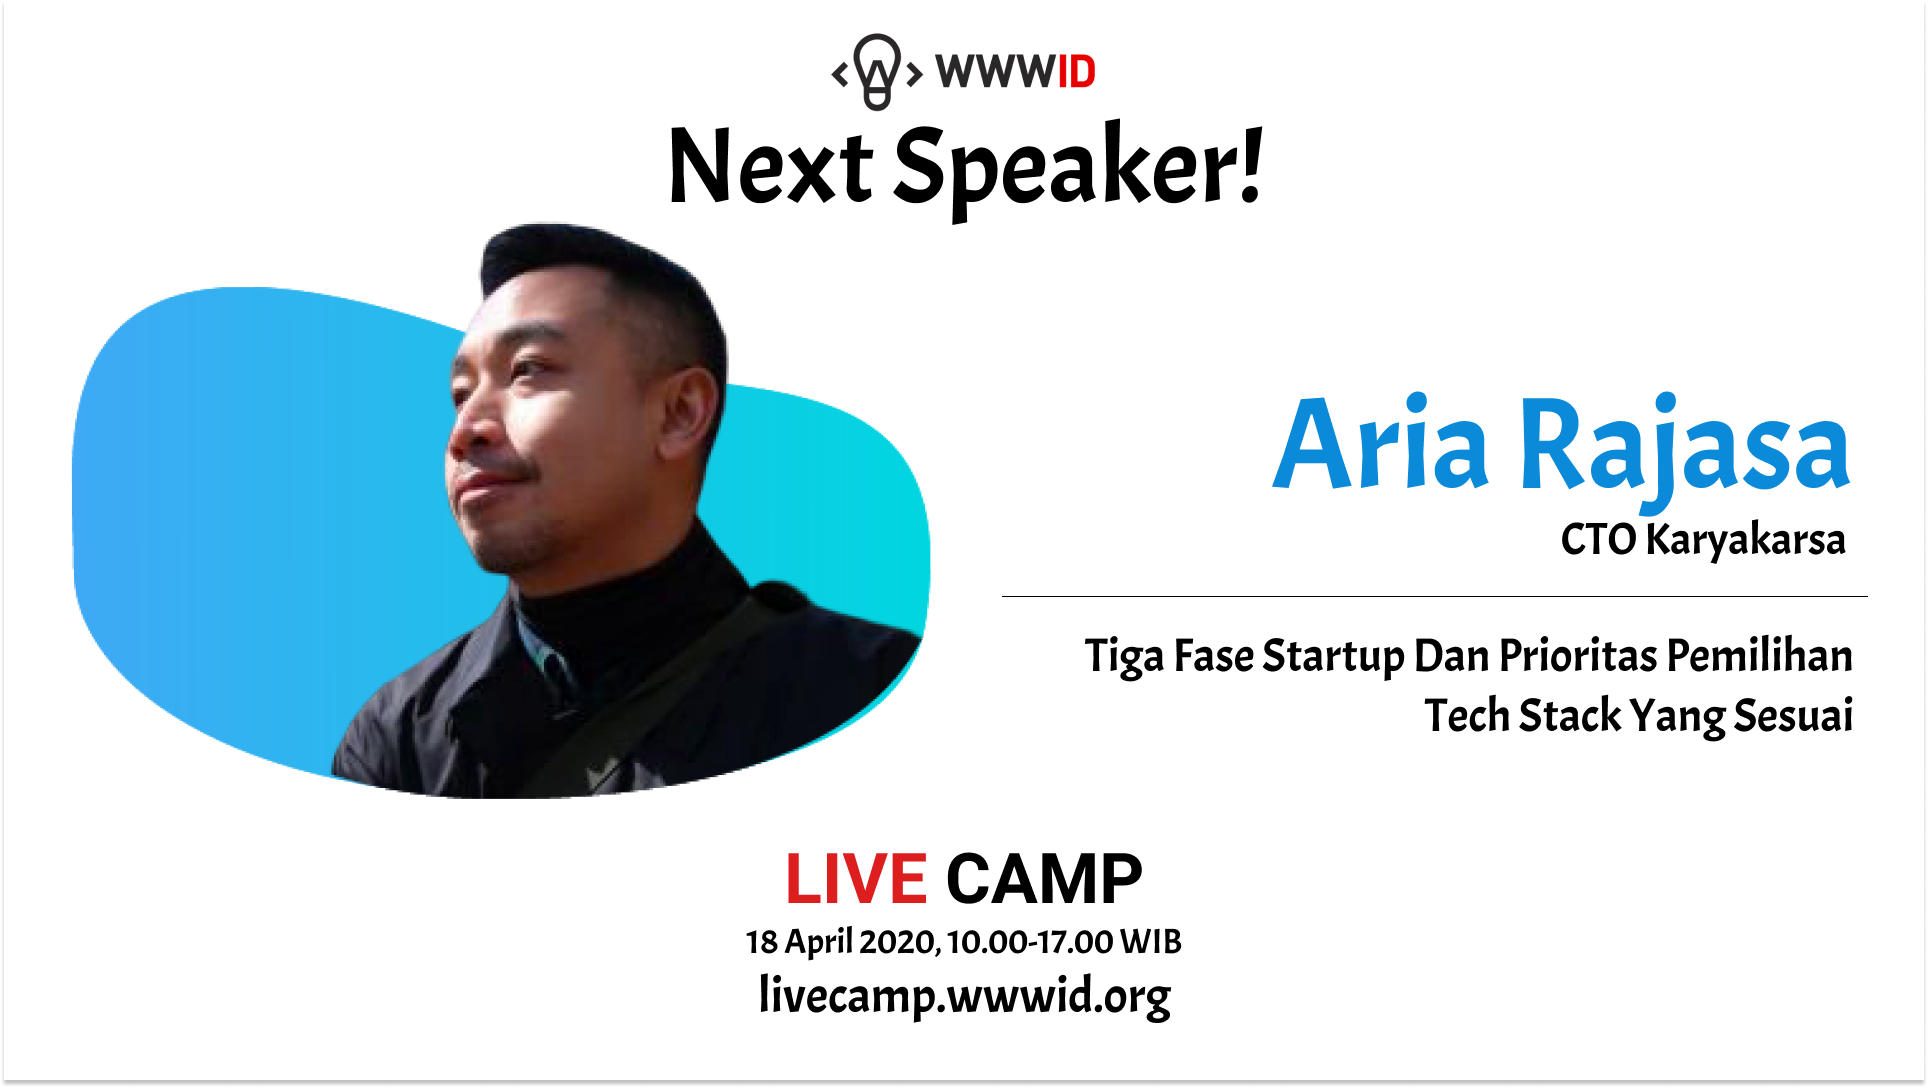 WWWID
Next Speaker!
Aria Rajasa
CTO Karyakarsa
Tiga Fase Startup Dan Prioritas Pemilihan
Tech Stack Yang Sesuai
LIVE CAMP
18 April 2020, 10.00-17.00 WIB
livecamp.wwwid.org